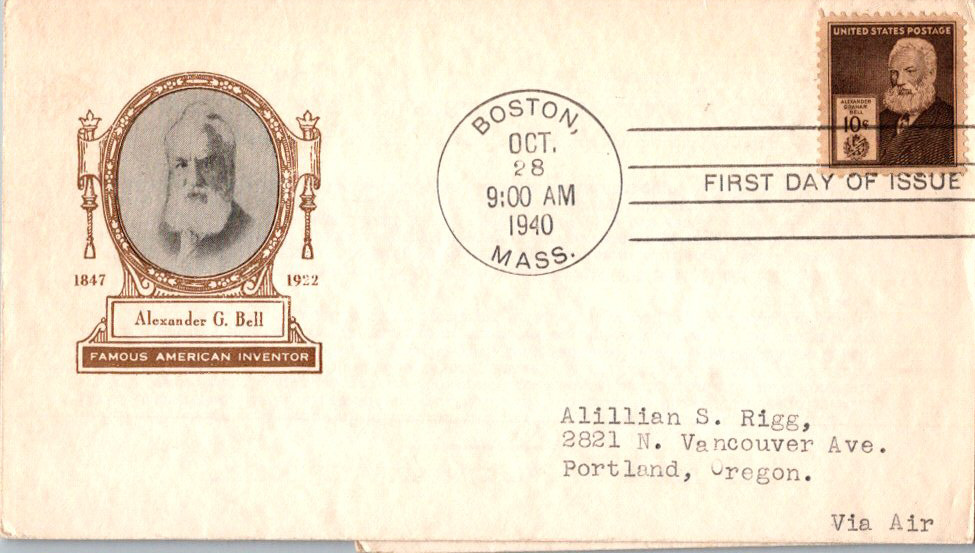 UNITED STATES POSTAGE
ALEXANDER
GRAHAM
BELL
10¢
BOSTON,
OCT.
28
9:00 AM
1940
MASS.
FIRST DAY OF ISSUE
1847
1922
Alexander G. Bell
FAMOUS AMERICAN INVENTOR
Alillian S. Rigg,
2821 N. Vancouver Ave.
Portland, Oregon.
Via Air